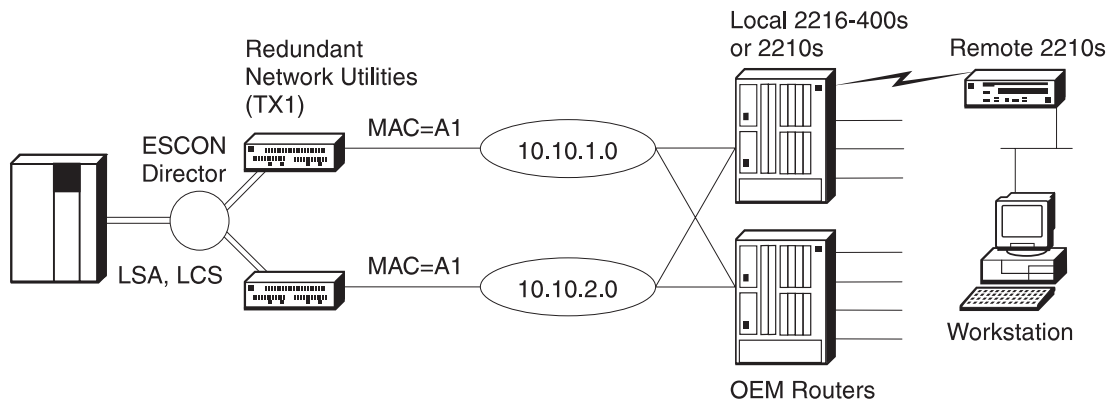 Local 2216-400s
or 2210s
Remote 2210s
Redundant
Network Utilities
(TX1)
MAC=A1
10.10.1.0
ESCON
Director
LSA, LCS
MAC=A1
10.10.2.0
Workstation
OEM Routers